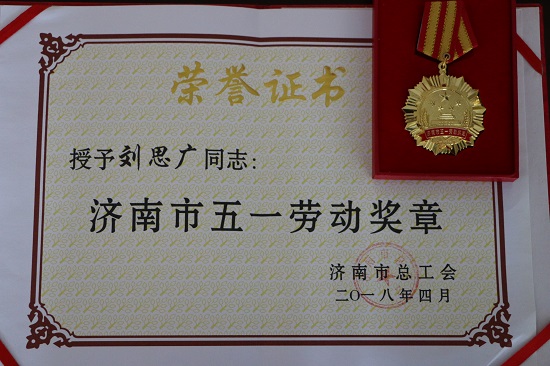 荣誉证书
授予刘思广同志：
济南市五一劳动奖章
济南市总工会
二〇一八年四月